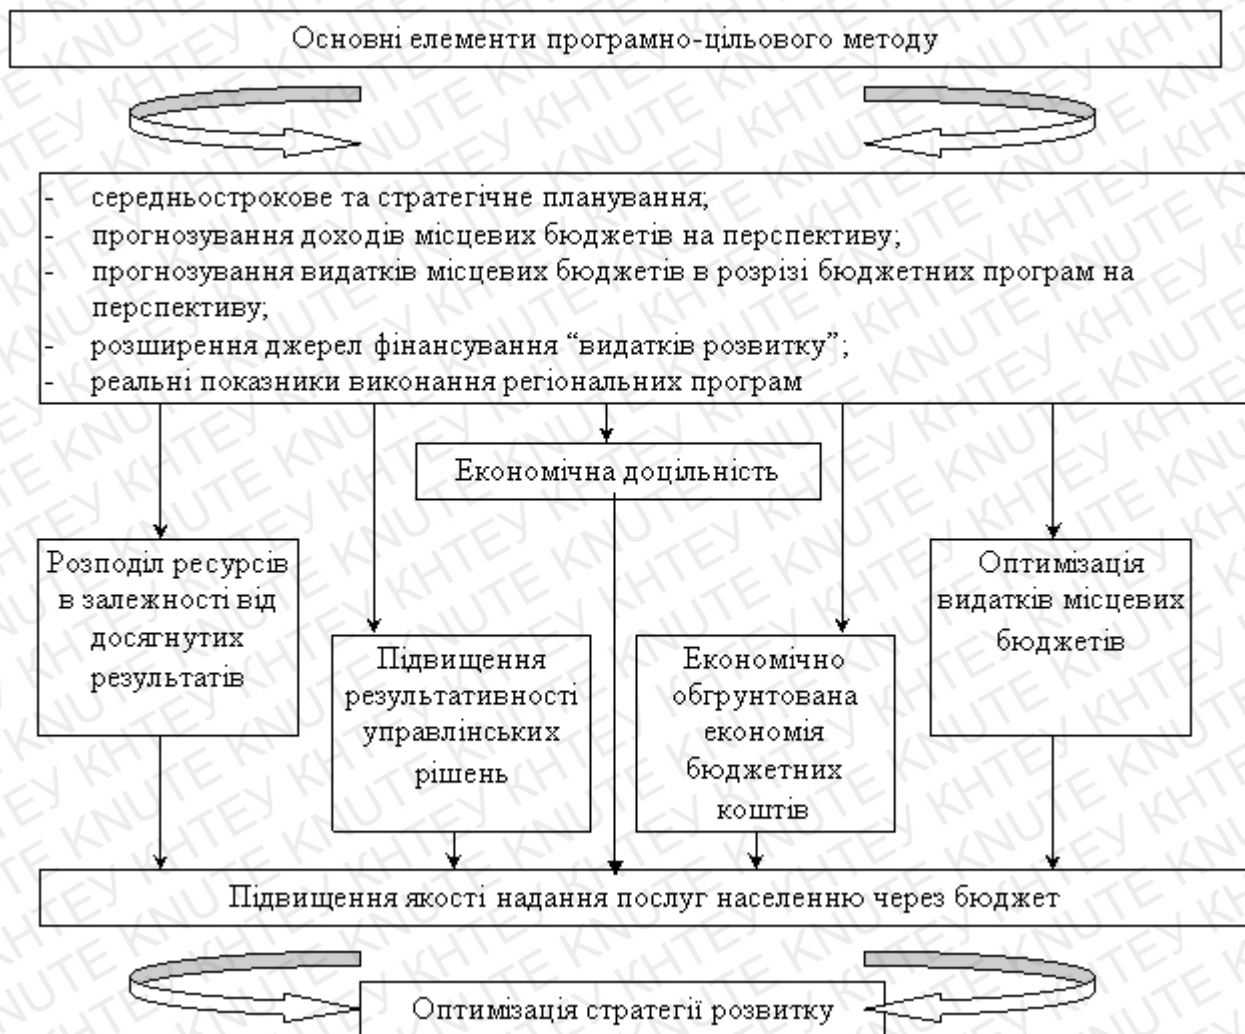 Основні елементи програмно-цільового методу
- середньострокове та стратегічне планування;
- прогнозування доходів місцевих бюджетів на перспективу;
- прогнозування видатків місцевих бюджетів в розрізі бюджетних програм на
перспективу;
- розширення джерел фінансування “видатків розвитку”;
- реальні показники виконання регіональних програм
Економічна доцільність
Розподіл ресурсів
в залежності від
досягнутих
результатів
Підвищення
результативності
управлінських
рішень
Економічно
обгрунтована
економія
бюджетних
коштів
Оптимізація
видатків місцевих
бюджетів
Підвищення якості надання послуг населенню через бюджет
Оптимізація стратегії розвитку
KNUTE КНТЕУ